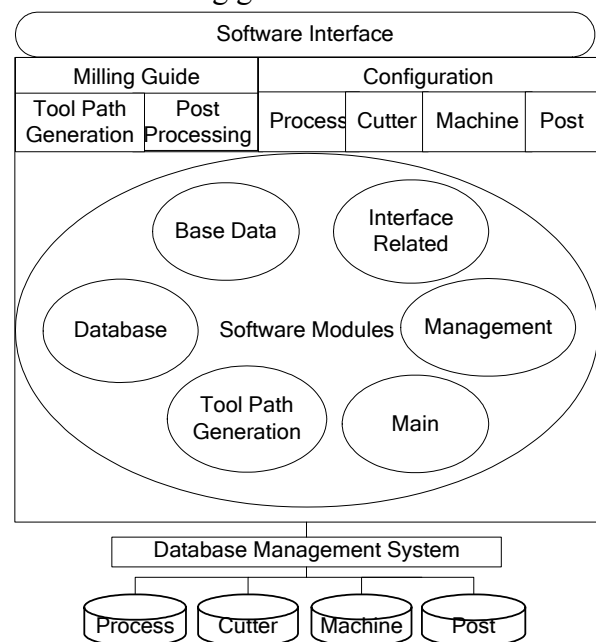 Software Interface
Milling Guide
Configuration
Tool Path
Generation
Post
Processing
Process
Cutter
Machine
Post
Base Data
Interface
Related
Database
Software Modules
Management
Tool Path
Generation
Main
Database Management System
Process
Cutter
Machine
Post